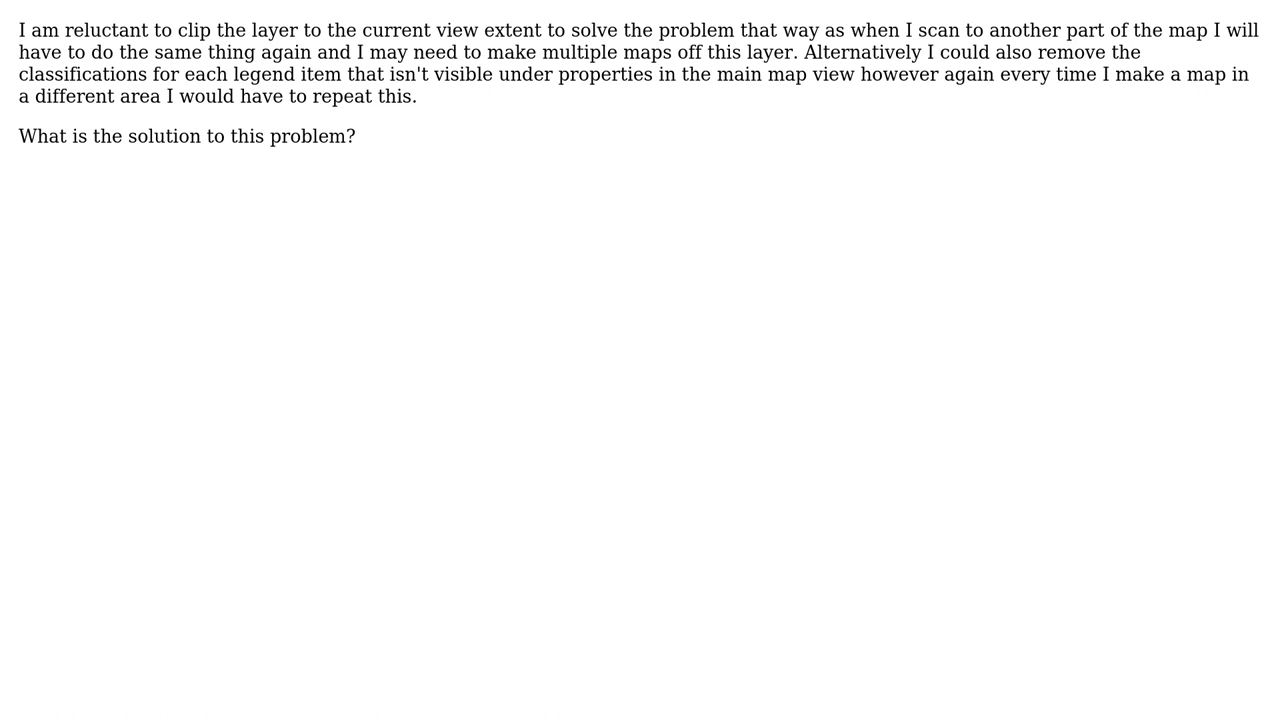 I am reluctant to clip the layer to the current view extent to solve the problem that way as when I scan to another part of the map I will
have to do the same thing again and I may need to make multiple maps off this layer. Alternatively I could also remove the
classifications for each legend item that isn't visible under properties in the main map view however again every time I make a map in
a different area I would have to repeat this.
What is the solution to this problem?